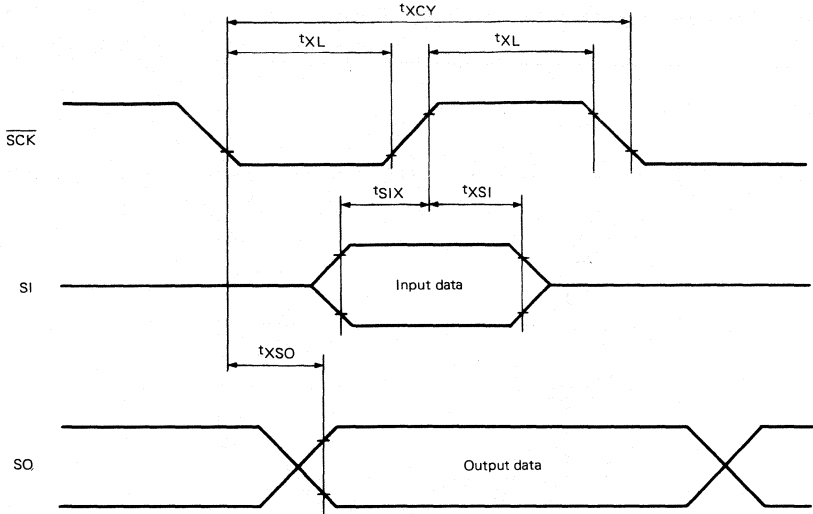 tXCY
tXL tXL
SCK
tSIX tXSI
SI Input data
tXSO
SO Output data